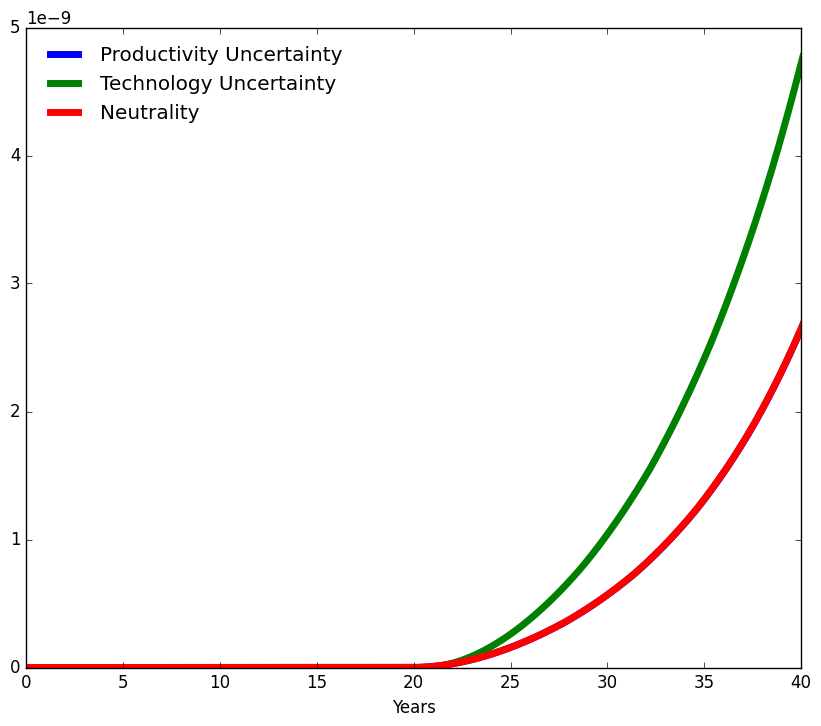 1e−9
5
Productivity Uncertainty
Technology Uncertainty
Neutrality
4
3
2
1
0
0 5 10 15 20 25 30 35 40
Years